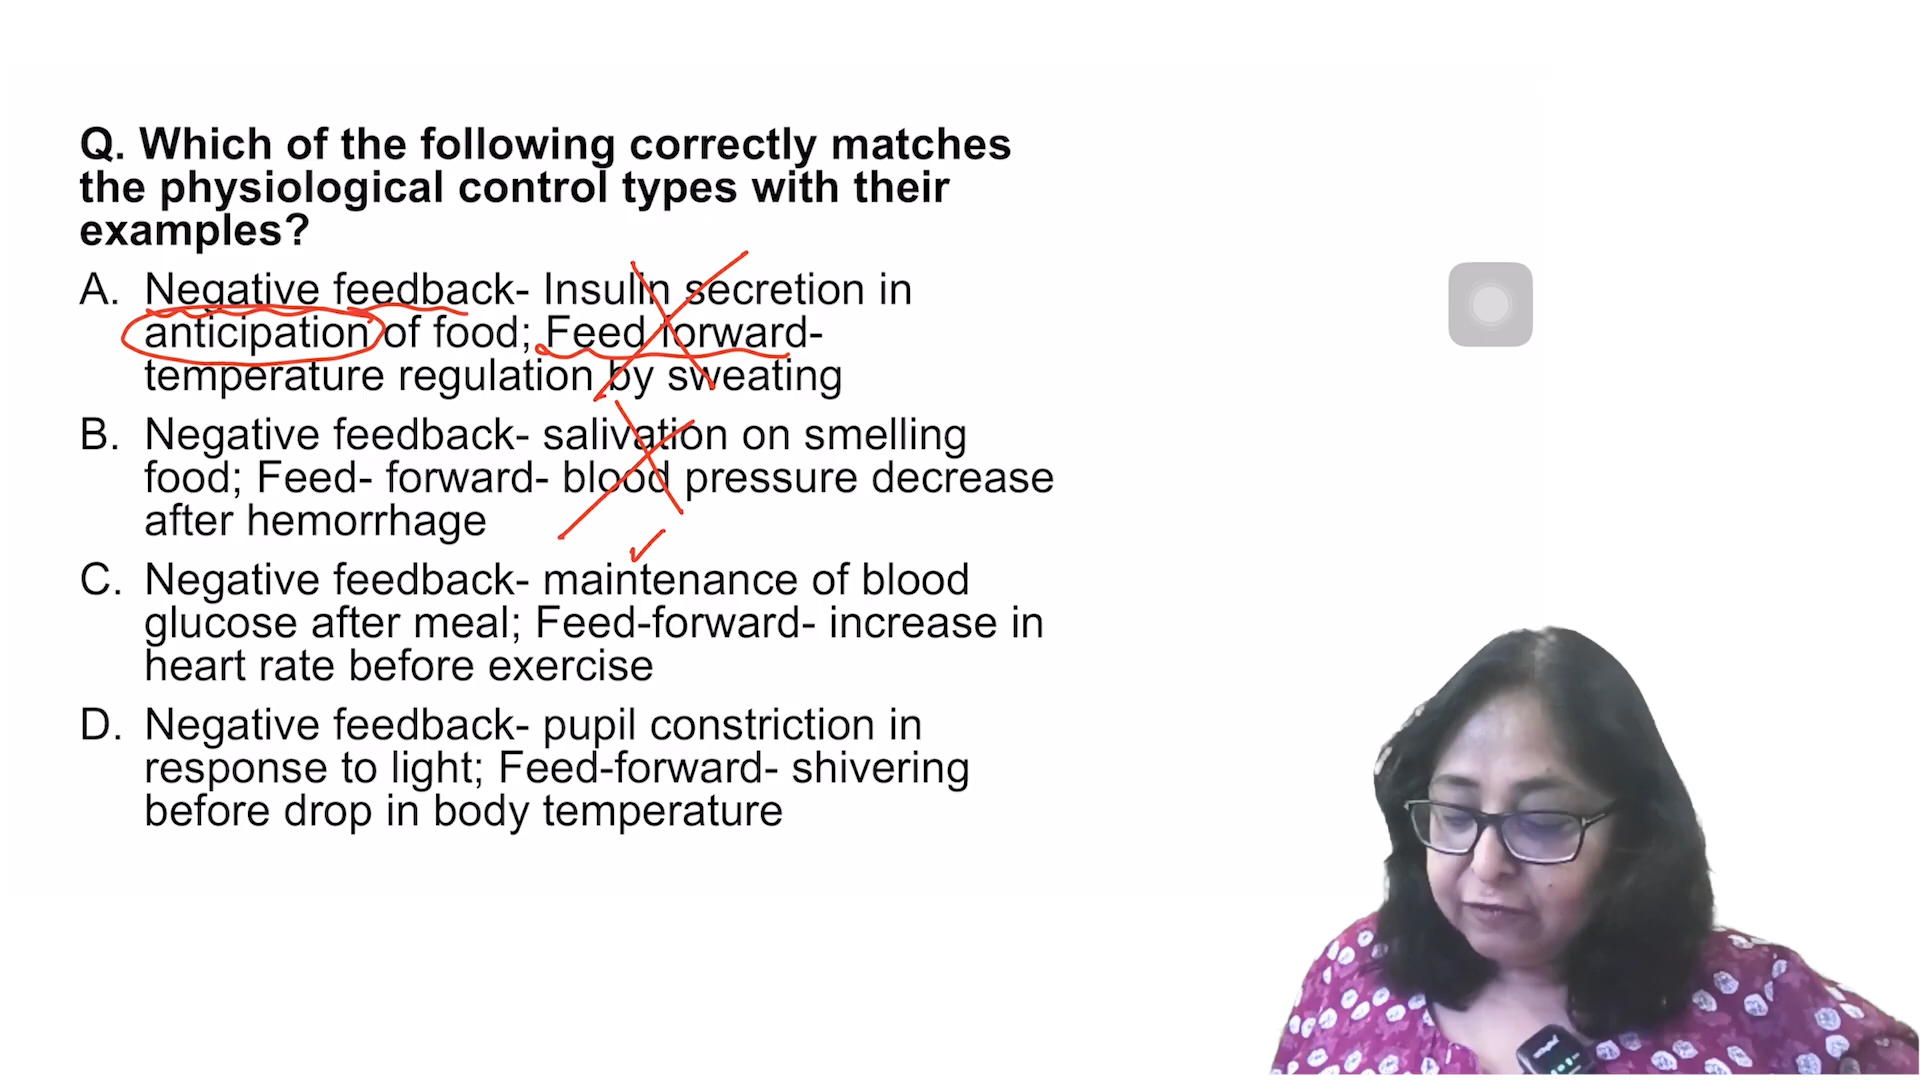 Q. Which of the following correctly matches
the physiological control types with their
examples?
A. Negative feedback- Insulin secretion in
anticipation of food; Feed forward-
temperature regulation by sweating
B. Negative feedback- salivation on smelling
food; Feed- forward- blood pressure decrease
after hemorrhage
C. Negative feedback- maintenance of blood
glucose after meal; Feed-forward- increase in
heart rate before exercise
D. Negative feedback- pupil constriction in
response to light; Feed-forward- shivering
before drop in body temperature